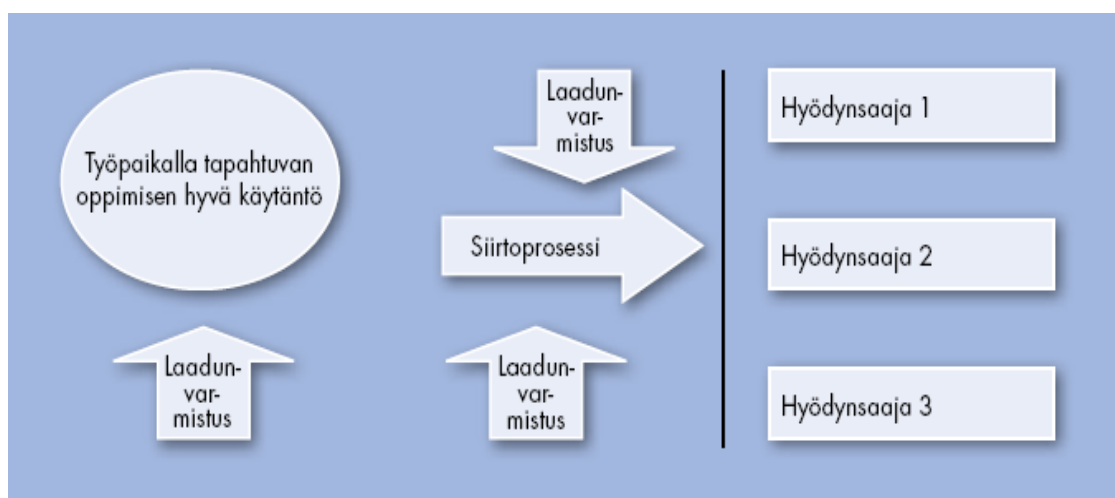 Työpaikalla tapahtuvan
oppimisen hyvä käytäntö
Laadun-
var-
mistus
Laadun-
var-
mistus
Siirtoprosessi
Laadun-
var-
mistus
Hyödynsaaja 1
Hyödynsaaja 2
Hyödynsaaja 3